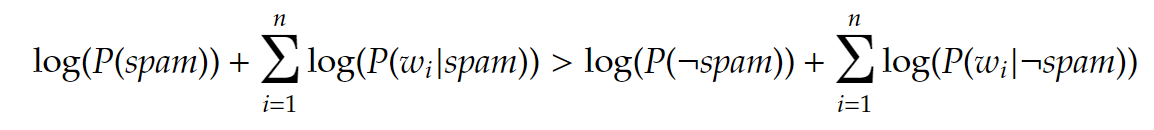 log(P(spam)) + ∑_{i=1}^{n} log(P(w_i|spam)) > log(P(¬spam)) + ∑_{i=1}^{n} log(P(w_i|¬spam))